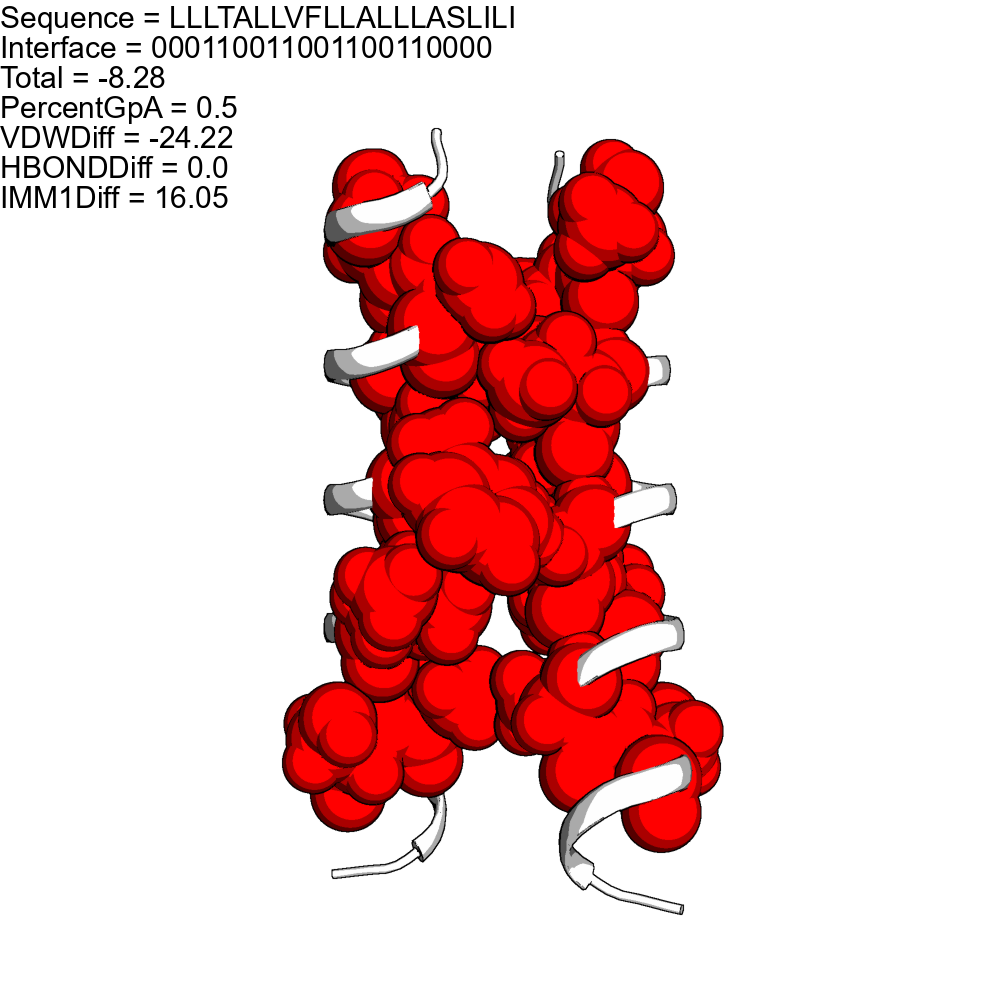 Sequence = LLLTALLVFLLALLLASLILI
Interface = 000110011001100110000
Total = -8.28
PercentGpA = 0.5
VDWDiff = -24.22
HBONDDiff = 0.0
IMM1Diff = 16.05